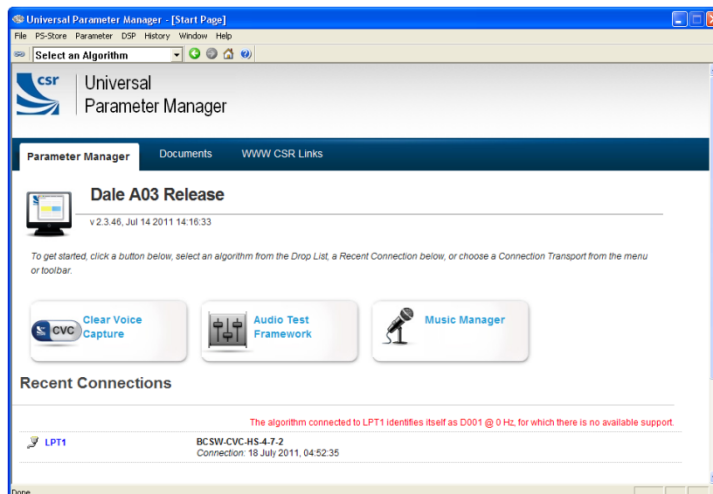 Universal Parameter Manager - [Start Page]
File PS-Store Parameter DSP History Window Help
Select an Algorithm
csr
Universal
Parameter Manager
Parameter Manager Documents WWW CSR Links
Dale A03 Release
v 2.3.46, Jul 14 2011 14:16:33
To get started, click a button below, select an algorithm from the Drop List, a Recent Connection below, or choose a Connection Transport from the menu
or toolbar.
cvc
Clear Voice
Capture
Audio Test
Framework
Music Manager
Recent Connections
The algorithm connected to LPT1 identifies itself as D001 @ 0 Hz, for which there is no available support.
LPT1 BCSW-CVC-HS-4-7-2
Connection: 18 July 2011, 04:52:35
Done